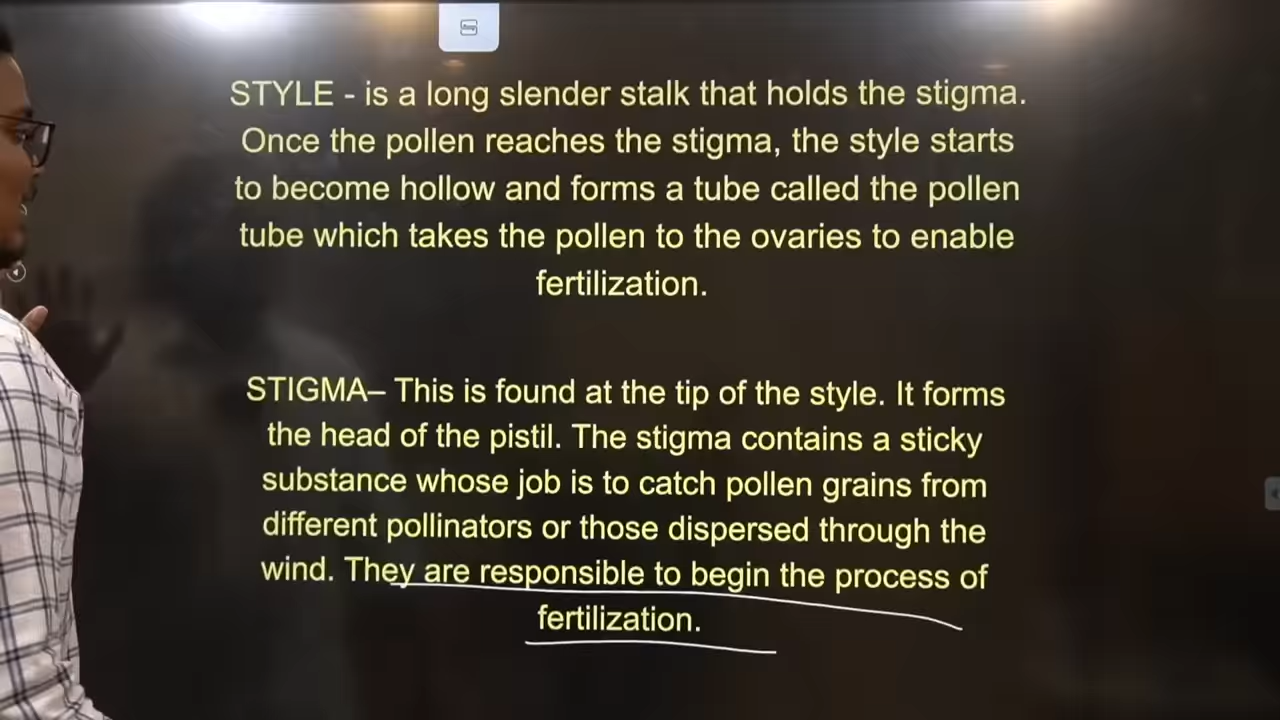 STYLE - is a long slender stalk that holds the stigma.
Once the pollen reaches the stigma, the style starts
to become hollow and forms a tube called the pollen
tube which takes the pollen to the ovaries to enable
fertilization.
STIGMA– This is found at the tip of the style. It forms
the head of the pistil. The stigma contains a sticky
substance whose job is to catch pollen grains from
different pollinators or those dispersed through the
wind. They are responsible to begin the process of
fertilization.